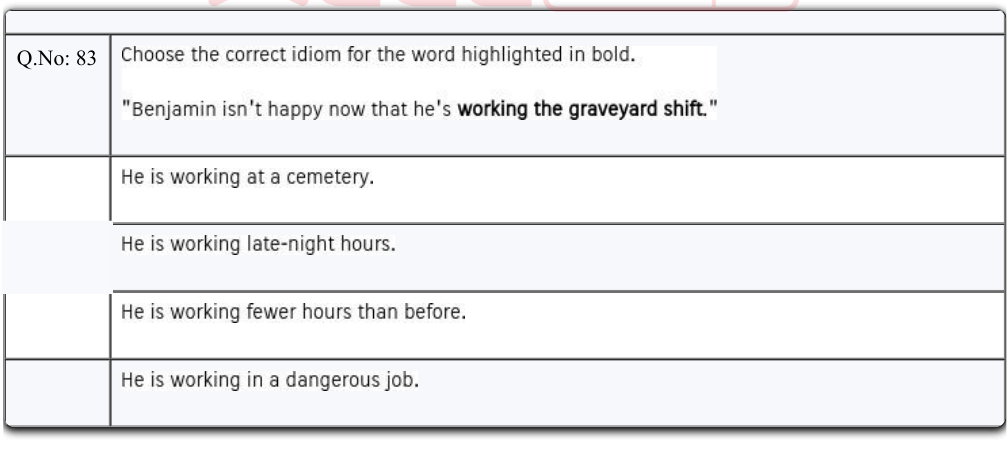 Q.No: 83
Choose the correct idiom for the word highlighted in bold.
"Benjamin isn't happy now that he's working the graveyard shift."
He is working at a cemetery.
He is working late-night hours.
He is working fewer hours than before.
He is working in a dangerous job.